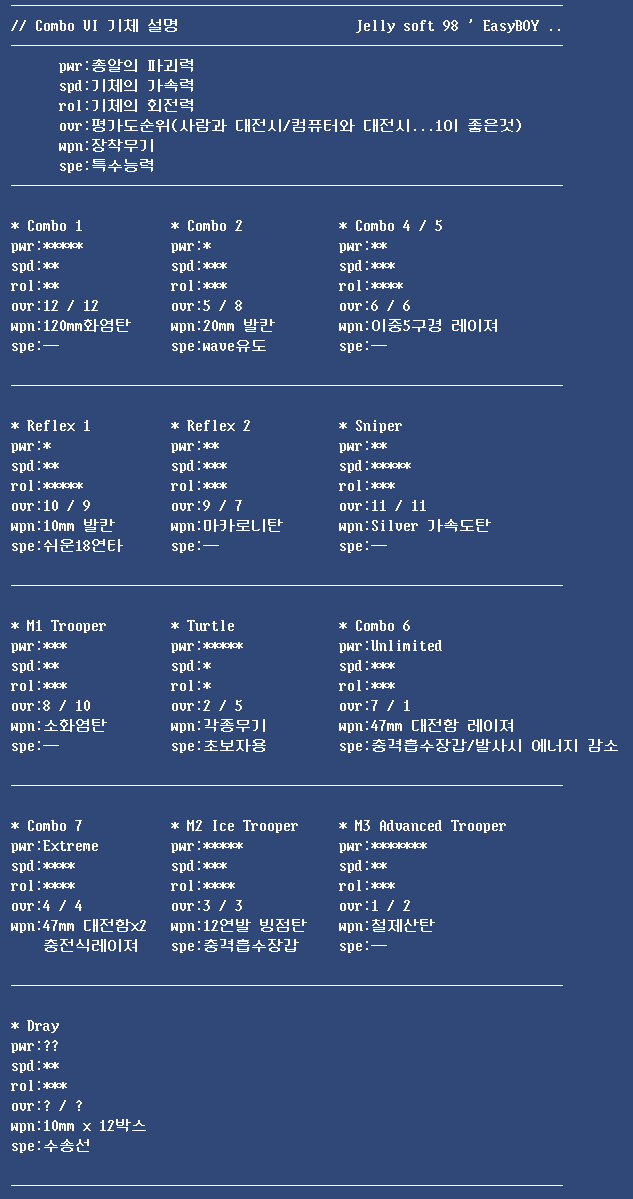 // Combo VI 기체 설명 Jelly soft 98 ' EasyBOY ..
pwr:총알의 파괴력
spd:기체의 가속력
rol:기체의 회전력
ovr:평가도순위(사람과 대전시/컴퓨터와 대전시...1이 좋은것)
wpn:장착무기
spe:특수능력
* Combo 1
pwr:*****
spd:**
rol:**
ovr:12 / 12
wpn:120mm화염탄
spe:──
* Combo 2
pwr:*
spd:***
rol:***
ovr:5 / 8
wpn:20mm 발칸
spe:wave유도
* Combo 4 / 5
pwr:**
spd:***
rol:****
ovr:6 / 6
wpn:이중5구경 레이져
spe:──
* Reflex 1
pwr:*
spd:**
rol:*****
ovr:10 / 9
wpn:10mm 발칸
spe:쉬운18연타
* Reflex 2
pwr:**
spd:***
rol:***
ovr:9 / 7
wpn:마카로니탄
spe:──
* Sniper
pwr:**
spd:*****
rol:***
ovr:11 / 11
wpn:Silver 가속도탄
spe:──
* M1 Trooper
pwr:***
spd:**
rol:***
ovr:8 / 10
wpn:소화염탄
spe:──
* Turtle
pwr:*****
spd:*
rol:*
ovr:2 / 5
wpn:각종무기
spe:초보자용
* Combo 6
pwr:Unlimited
spd:***
rol:***
ovr:7 / 1
wpn:47mm 대전함 레이져
spe:충격흡수장갑/발사시 에너지 감소
* Combo 7
pwr:Extreme
spd:****
rol:****
ovr:4 / 4
wpn:47mm 대전함x2
충전식레이져
* M2 Ice Trooper
pwr:*****
spd:***
rol:****
ovr:3 / 3
wpn:12연발 빙점탄
spe:충격흡수장갑
* M3 Advanced Trooper
pwr:*******
spd:**
rol:***
ovr:1 / 2
wpn:철제산탄
spe:──
* Dray
pwr:??
spd:**
rol:***
ovr:? / ?
wpn:10mm x 12박스
spe:수송선